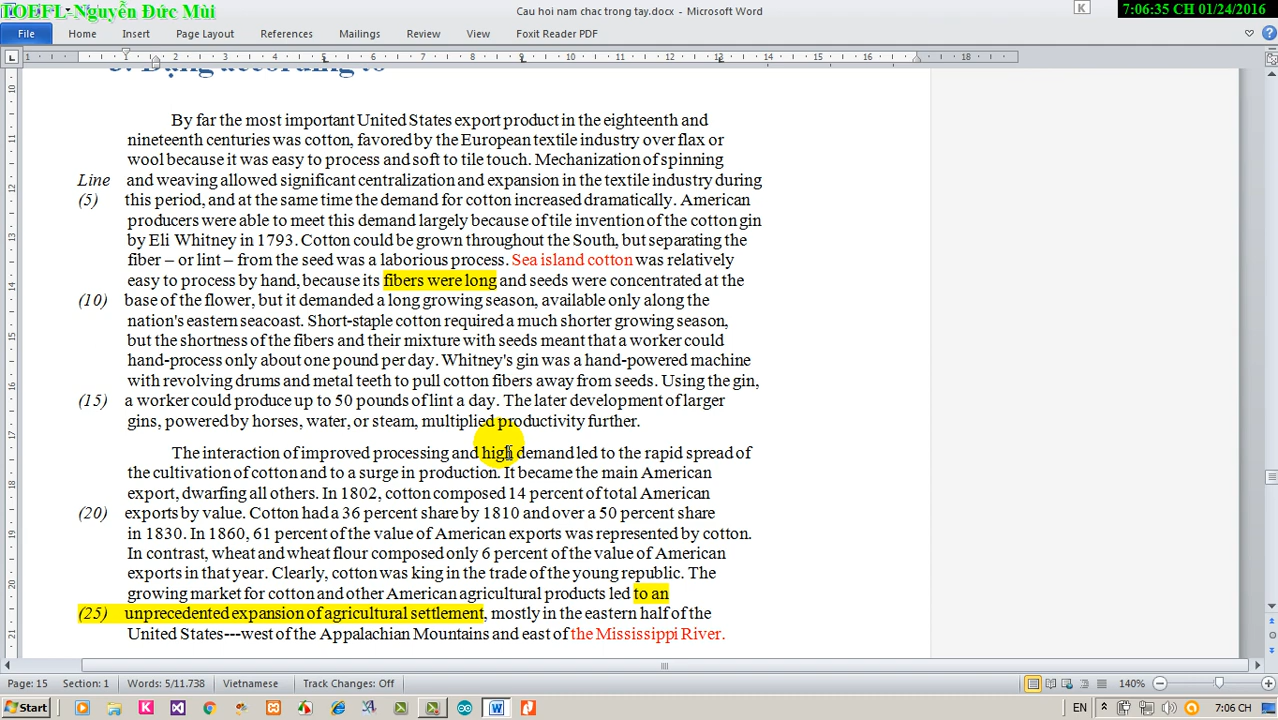 TOEFL-Nguyễn Đức Mùi
Cau hoi nam chac trong tay.docx - Microsoft Word
K
7:06:35 CH 01/24/2016
File Home Insert Page Layout References Mailings Review View Foxit Reader PDF
By far the most important United States export product in the eighteenth and
nineteenth centuries was cotton, favored by the European textile industry over flax or
wool because it was easy to process and soft to tile touch. Mechanization of spinning
Line and weaving allowed significant centralization and expansion in the textile industry during
(5) this period, and at the same time the demand for cotton increased dramatically. American
producers were able to meet this demand largely because of tile invention of the cotton gin
by Eli Whitney in 1793. Cotton could be grown throughout the South, but separating the
fiber – or lint – from the seed was a laborious process. Sea island cotton was relatively
easy to process by hand, because its fibers were long and seeds were concentrated at the
(10) base of the flower, but it demanded a long growing season, available only along the
nation's eastern seacoast. Short-staple cotton required a much shorter growing season,
but the shortness of the fibers and their mixture with seeds meant that a worker could
hand-process only about one pound per day. Whitney's gin was a hand-powered machine
with revolving drums and metal teeth to pull cotton fibers away from seeds. Using the gin,
(15) a worker could produce up to 50 pounds of lint a day. The later development of larger
gins, powered by horses, water, or steam, multiplied productivity further.
The interaction of improved processing and high demand led to the rapid spread of
the cultivation of cotton and to a surge in production. It became the main American
export, dwarfing all others. In 1802, cotton composed 14 percent of total American
(20) exports by value. Cotton had a 36 percent share by 1810 and over a 50 percent share
in 1830. In 1860, 61 percent of the value of American exports was represented by cotton.
In contrast, wheat and wheat flour composed only 6 percent of the value of American
exports in that year. Clearly, cotton was king in the trade of the young republic. The
growing market for cotton and other American agricultural products led to an
(25) unprecedented expansion of agricultural settlement, mostly in the eastern half of the
United States---west of the Appalachian Mountains and east of the Mississippi River.
Page: 15 Section: 1 Words: 5/11.738 Vietnamese Track Changes: Off 140%
Start EN 7:06 CH